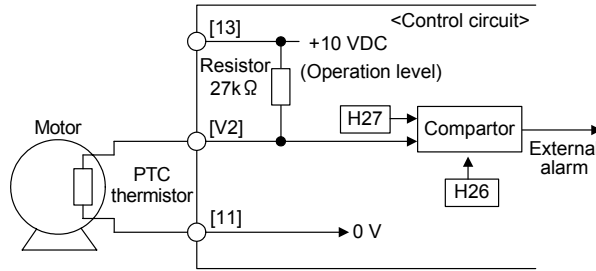 <Control circuit>
[13]
+10 VDC
Resistor
27kΩ
(Operation level)
H27
Compartor
Motor
[V2]
External
alarm
PTC
thermistor
H26
[11]
0 V